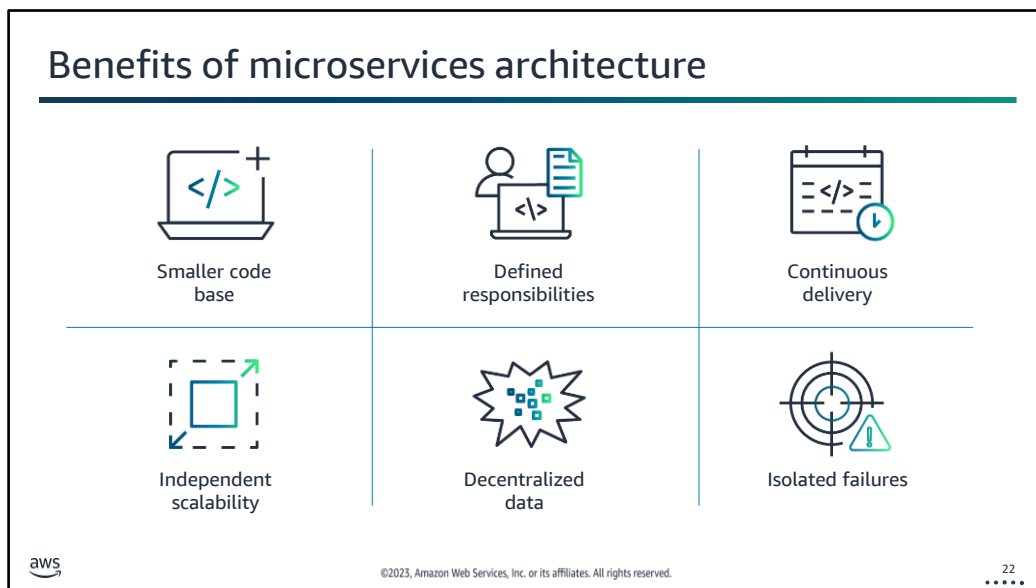 Benefits of microservices architecture
</>
</>
</>
Smaller code
base
Defined
responsibilities
Continuous
delivery
Independent
scalability
Decentralized
data
Isolated failures
aws
©2023, Amazon Web Services, Inc. or its affiliates. All rights reserved.
22